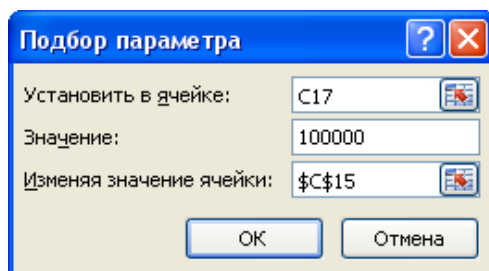 Подбор параметра
Установить в ячейке: C17
Значение: 100000
Изменяя значение ячейки: $C$15
ОК Отмена